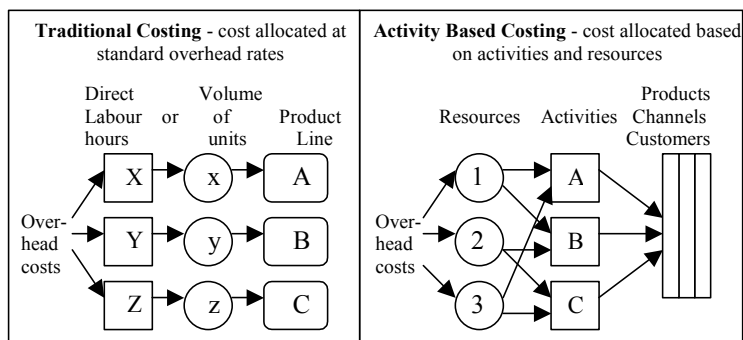 Traditional Costing - cost allocated at
standard overhead rates
Direct
Labour
hours
or
Volume
of
units
Product
Line
X
x
A
Over-
head
costs
Y
y
B
Z
z
C
Activity Based Costing - cost allocated based
on activities and resources
Resources
Activities
Products
Channels
Customers
1
A
Over-
head
costs
2
B
3
C